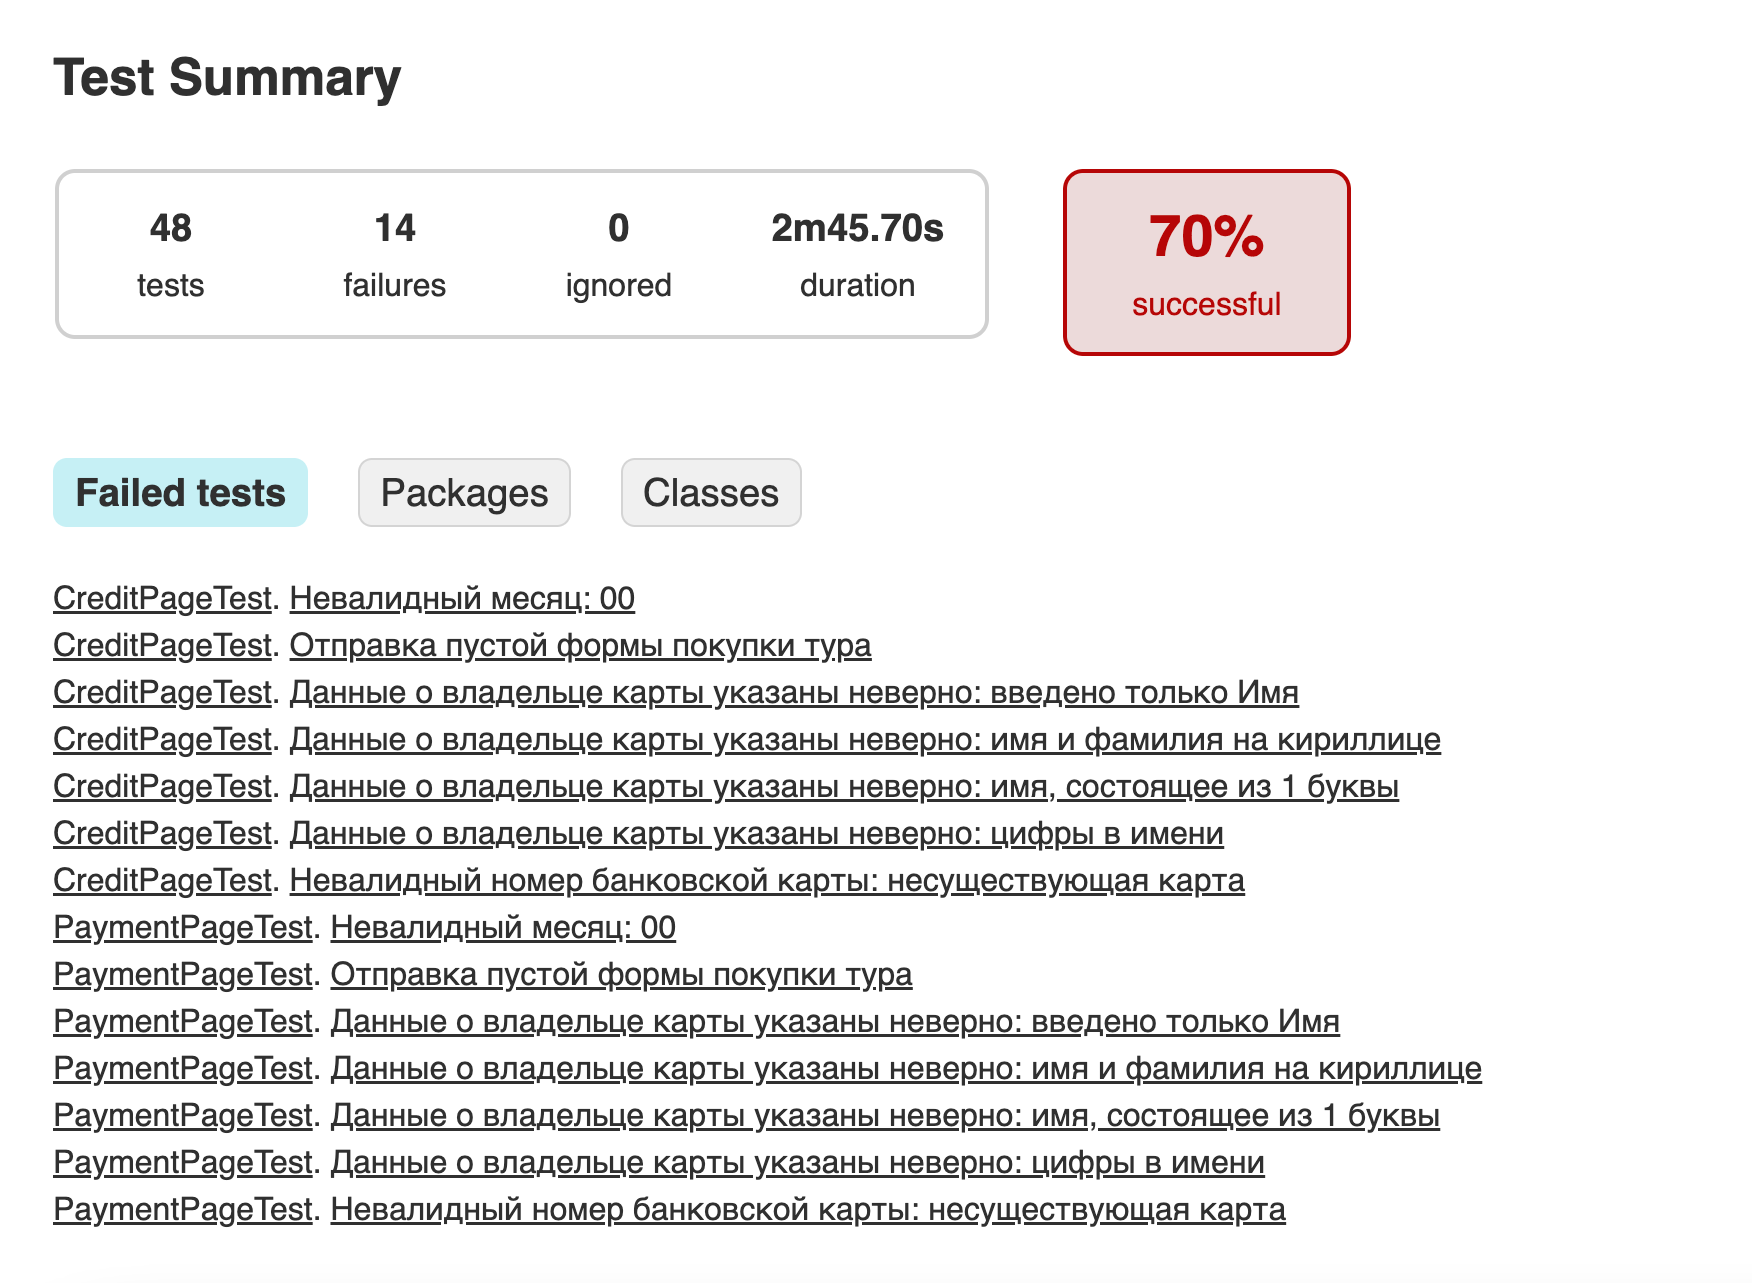 Test Summary
48 14 0 2m45.70s
tests failures ignored duration
70%
successful
Failed tests Packages Classes
CreditPageTest. Невалидный месяц: 00
CreditPageTest. Отправка пустой формы покупки тура
CreditPageTest. Данные о владельце карты указаны неверно: введено только Имя
CreditPageTest. Данные о владельце карты указаны неверно: имя и фамилия на кириллице
CreditPageTest. Данные о владельце карты указаны неверно: имя, состоящее из 1 буквы
CreditPageTest. Данные о владельце карты указаны неверно: цифры в имени
CreditPageTest. Невалидный номер банковской карты: несуществующая карта
PaymentPageTest. Невалидный месяц: 00
PaymentPageTest. Отправка пустой формы покупки тура
PaymentPageTest. Данные о владельце карты указаны неверно: введено только Имя
PaymentPageTest. Данные о владельце карты указаны неверно: имя и фамилия на кириллице
PaymentPageTest. Данные о владельце карты указаны неверно: имя, состоящее из 1 буквы
PaymentPageTest. Данные о владельце карты указаны неверно: цифры в имени
PaymentPageTest. Невалидный номер банковской карты: несуществующая карта